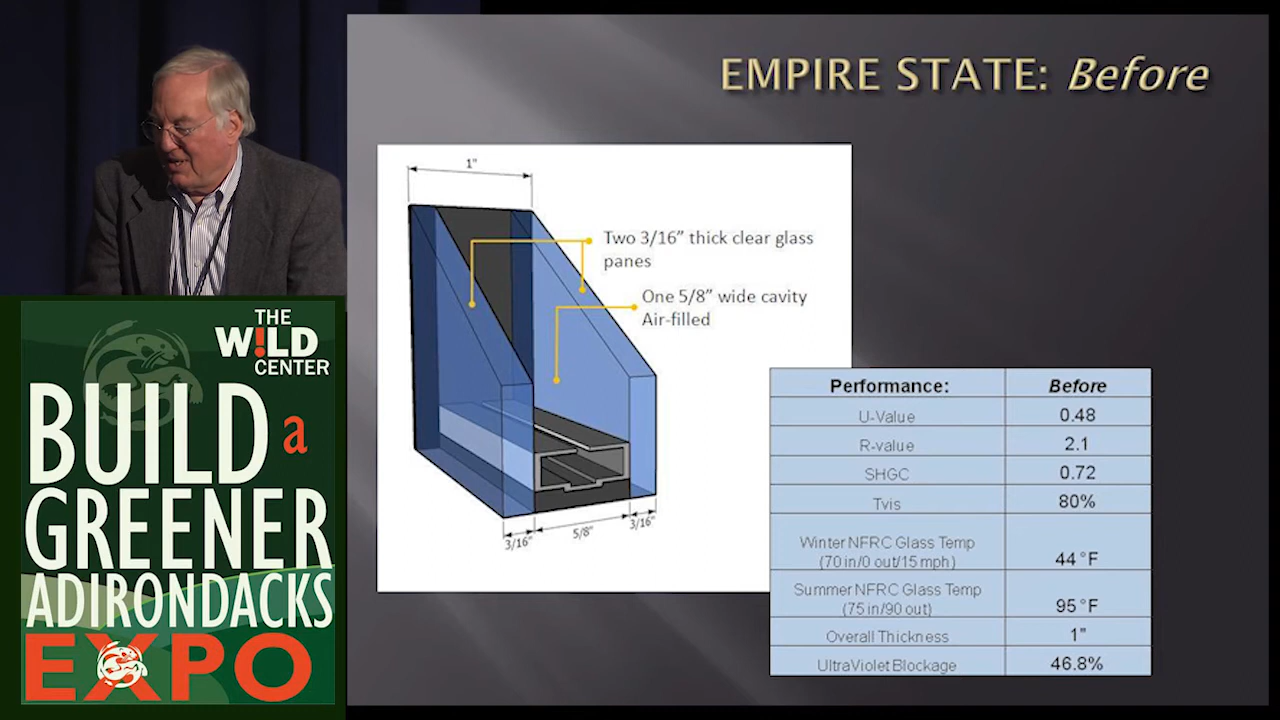 EMPIRE STATE: Before
1"
Two 3/16" thick clear glass
panes
One 5/8" wide cavity
Air-filled
3/16"
5/8"
3/16"
Performance: Before
U-Value 0.48
R-value 2.1
SHGC 0.72
Tvis 80%
Winter NFRC Glass Temp
(70 in/0 out/15 mph) 44°F
Summer NFRC Glass Temp
(75 in/90 out) 95°F
Overall Thickness 1"
UltraViolet Blockage 46.8%
THE
W!LD
CENTER
BUILD a
GREENER
ADIRONDACKS
EXPO